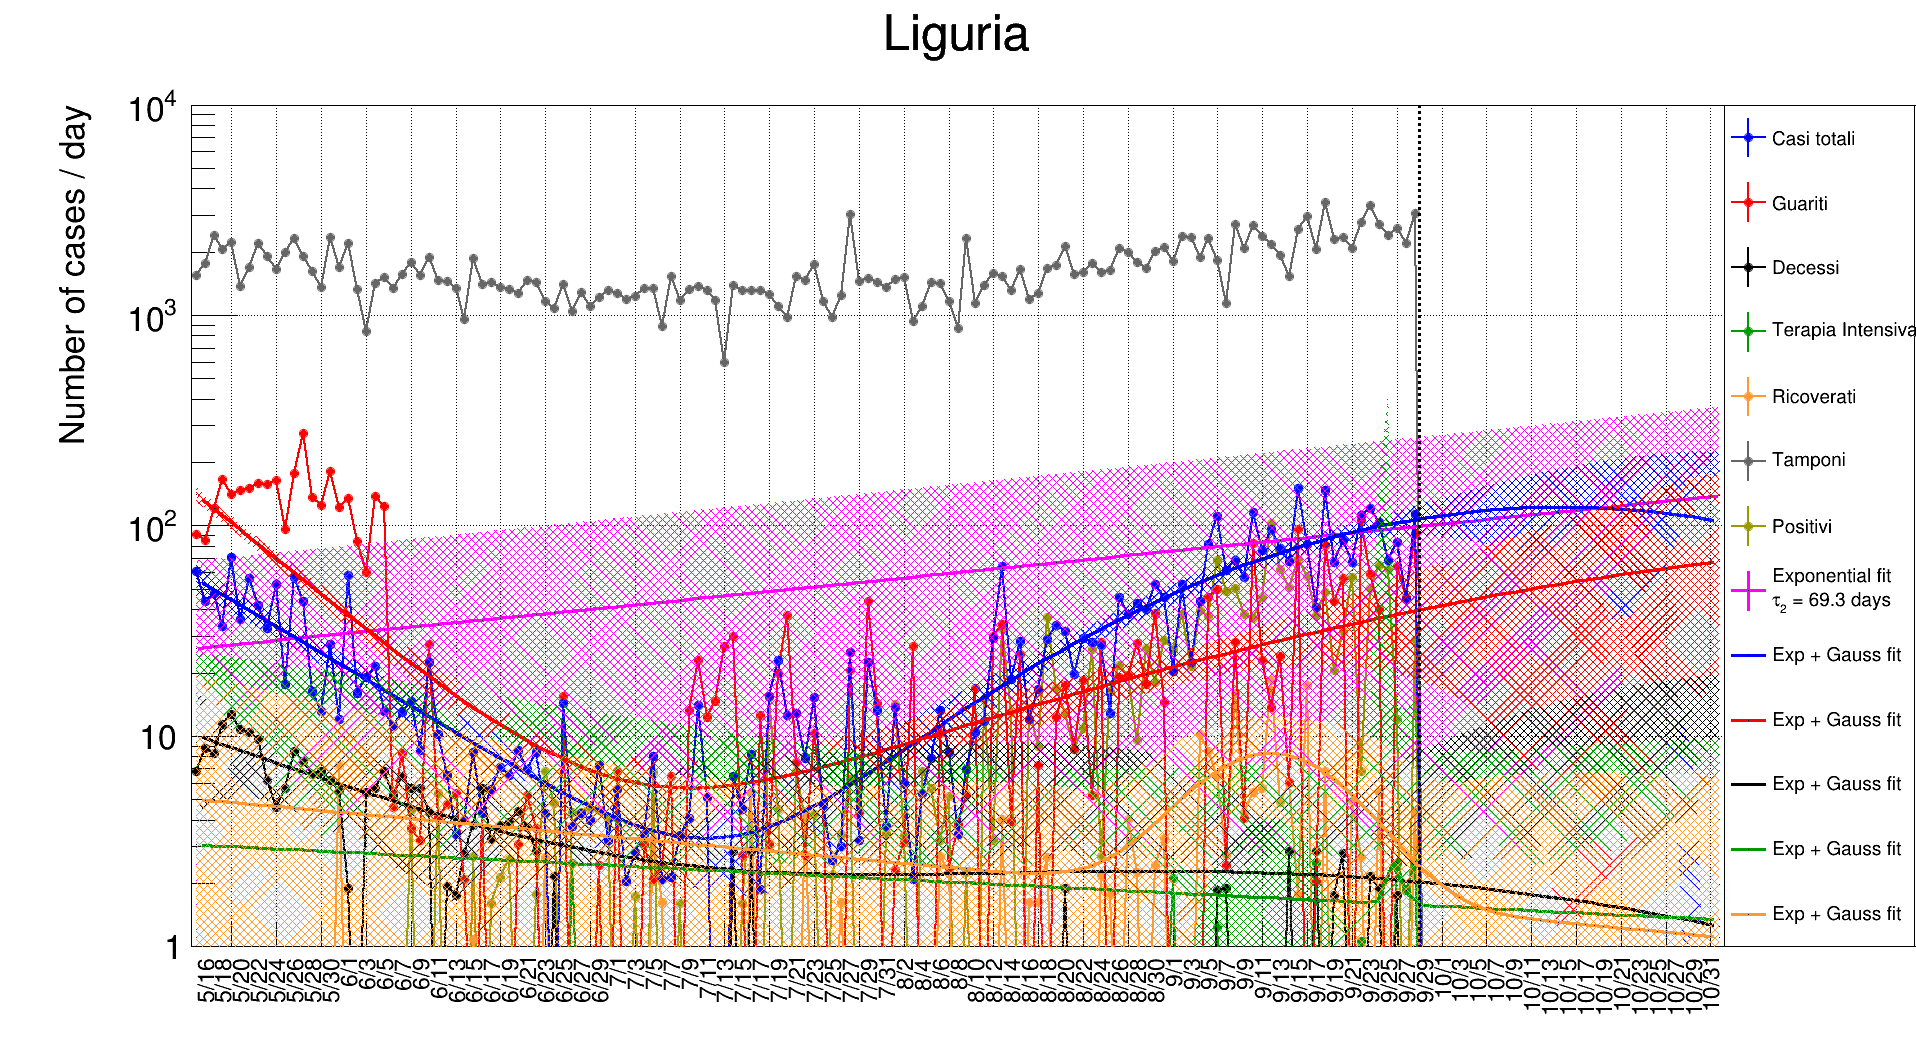 Liguria
Number of cases / day
10^4
10^3
10^2
10
1
5/16 5/18 5/20 5/22 5/24 5/26 5/28 5/30 6/1 6/3 6/5 6/7 6/9 6/11 6/13 6/15 6/17 6/19 6/21 6/23 6/25 6/27 6/29 7/1 7/3 7/5 7/7 7/9 7/11 7/13 7/15 7/17 7/19 7/21 7/23 7/25 7/27 7/29 7/31 8/2 8/4 8/6 8/8 8/10 8/12 8/14 8/16 8/18 8/20 8/22 8/24 8/26 8/28 8/30 9/1 9/3 9/5 9/7 9/9 9/11 9/13 9/15 9/17 9/19 9/21 9/23 9/25 9/27 9/29 10/1 10/3 10/5 10/7 10/9 10/11 10/13 10/15 10/17 10/19 10/21 10/23 10/25 10/27 10/29 10/31
Casi totali
Guariti
Decessi
Terapia Intensiva
Ricoverati
Tamponi
Positivi
Exponential fit
τ2 = 69.3 days
Exp + Gauss fit
Exp + Gauss fit
Exp + Gauss fit
Exp + Gauss fit
Exp + Gauss fit